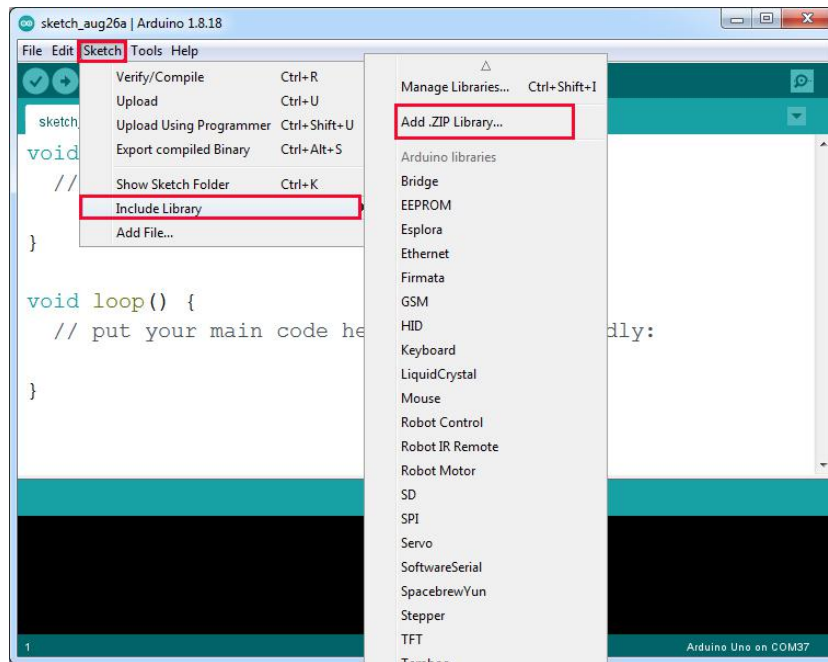 sketch_aug26a | Arduino 1.8.18
File Edit Sketch Tools Help
Verify/Compile Ctrl+R
Upload Ctrl+U
Upload Using Programmer Ctrl+Shift+U
Export compiled Binary Ctrl+Alt+S
Show Sketch Folder Ctrl+K
Include Library
Add File...
Manage Libraries... Ctrl+Shift+I
Add .ZIP Library...
Arduino libraries
Bridge
EEPROM
Esplora
Ethernet
Firmata
GSM
HID
Keyboard
LiquidCrystal
Mouse
Robot Control
Robot IR Remote
Robot Motor
SD
SPI
Servo
SoftwareSerial
SpacebrewYun
Stepper
TFT
sketch
void
//
}
void loop() {
// put your main code he dly:
}
1 Arduino Uno on COM37